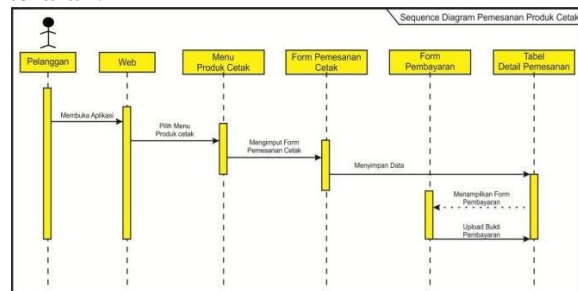 Sequence Diagram Pemesanan Produk Cetak
Pelanggan
Web
Menu
Produk Cetak
Form Pemesanan
Cetak
Form
Pembayaran
Tabel
Detail Pemesanan
Membuka Aplikasi
Pilih Menu
Produk cetak
Mengimput Form
Pemesanan Cetak
Menyimpan Data
Menampilkan Form
Pembayaran
Upload Bukti
Pembayaran